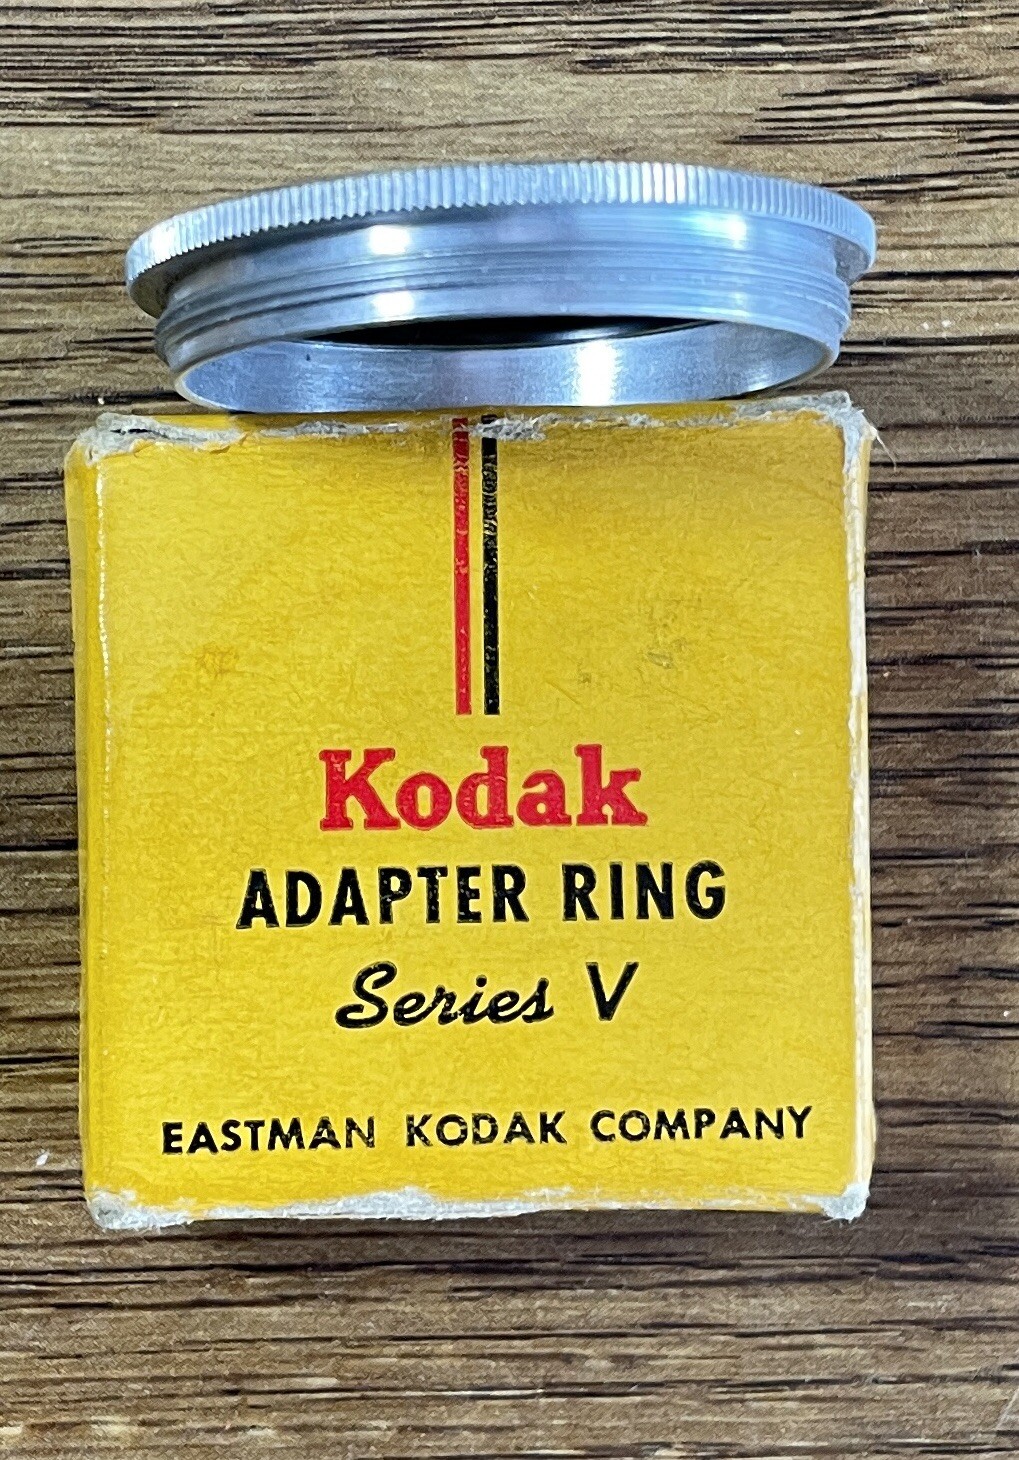 Kodak
ADAPTER RING
Series V
EASTMAN KODAK COMPANY